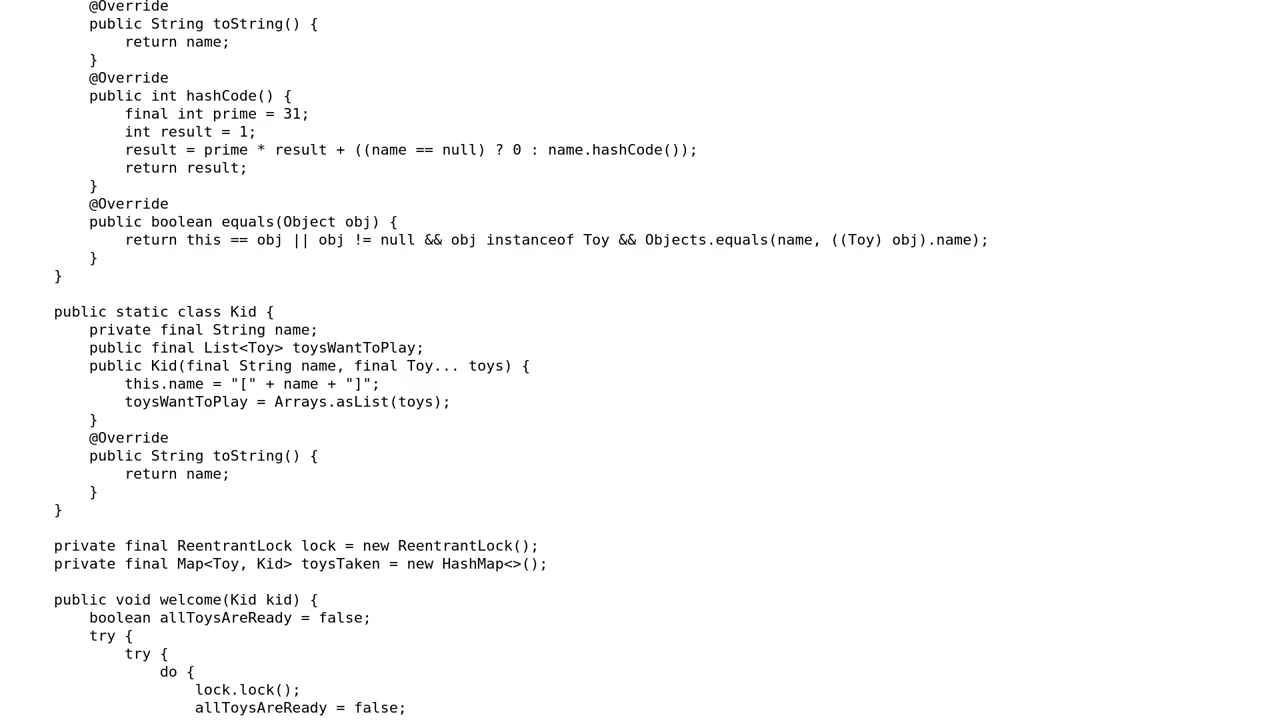 @Override
public String toString() {
return name;
}
@Override
public int hashCode() {
final int prime = 31;
int result = 1;
result = prime * result + ((name == null) ? 0 : name.hashCode());
return result;
}
@Override
public boolean equals(Object obj) {
return this == obj || obj != null && obj instanceof Toy && Objects.equals(name, ((Toy) obj).name);
}
}
public static class Kid {
private final String name;
public final List<Toy> toysWantToPlay;
public Kid(final String name, final Toy... toys) {
this.name = "[" + name + "]";
toysWantToPlay = Arrays.asList(toys);
}
@Override
public String toString() {
return name;
}
}
private final ReentrantLock lock = new ReentrantLock();
private final Map<Toy, Kid> toysTaken = new HashMap<>();
public void welcome(Kid kid) {
boolean allToysAreReady = false;
try {
try {
do {
lock.lock();
allToysAreReady = false;